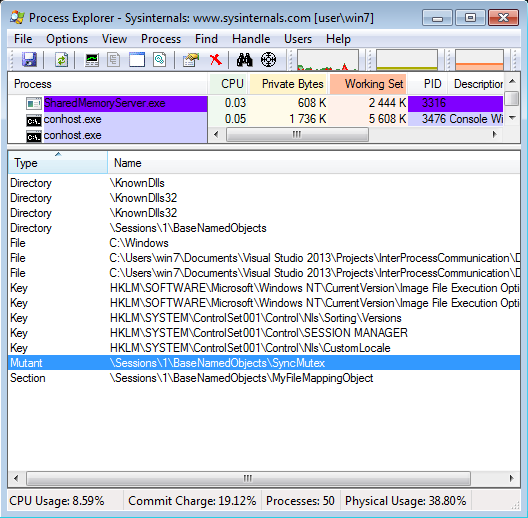 Process Explorer - Sysinternals: www.sysinternals.com [user\win7]
File Options View Process Find Handle Users Help
Process CPU Private Bytes Working Set PID Description
SharedMemoryServer.exe 0.03 608 K 2 444 K 3316
conhost.exe 0.05 1 736 K 5 608 K 3476 Console Wi
conhost.exe
Type Name
Directory \KnownDlls
Directory \KnownDlls32
Directory \KnownDlls32
Directory \Sessions\1\BaseNamedObjects
File C:\Windows
File C:\Users\win7\Documents\Visual Studio 2013\Projects\InterProcessCommunication\D
File C:\Users\win7\Documents\Visual Studio 2013\Projects\InterProcessCommunication\D
Key HKLM\SOFTWARE\Microsoft\Windows NT\CurrentVersion\Image File Execution Optio
Key HKLM\SYSTEM\ControlSet001\Control\Nls\Sorting\Versions
Key HKLM\SYSTEM\ControlSet001\Control\SESSION MANAGER
Key HKLM\SOFTWARE\Microsoft\Windows NT\CurrentVersion\Image File Execution Optio
Key HKLM\SYSTEM\ControlSet001\Control\Nls\CustomLocale
Mutant \Sessions\1\BaseNamedObjects\SyncMutex
Section \Sessions\1\BaseNamedObjects\MyFileMappingObject
CPU Usage: 8.59% Commit Charge: 19.12% Processes: 50 Physical Usage: 38.80%